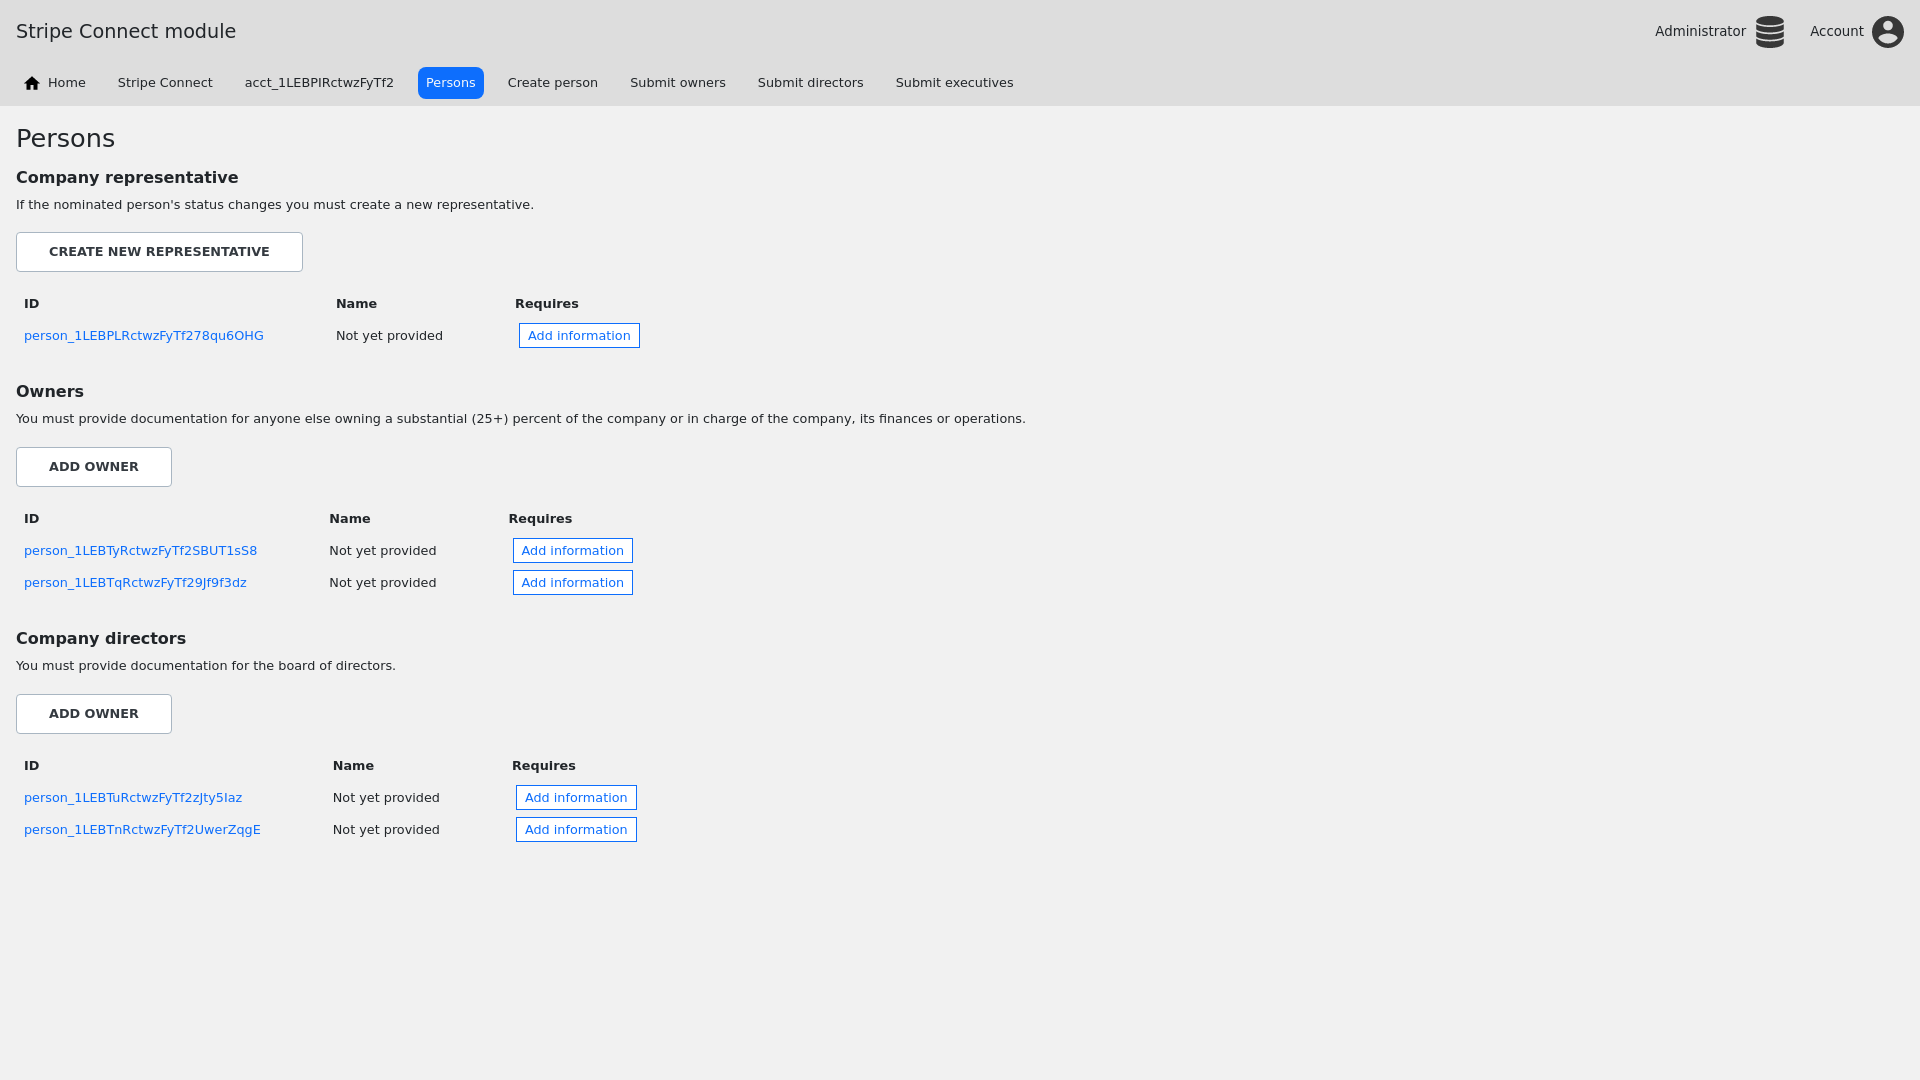 Stripe Connect module
Administrator
Account
Home
Stripe Connect
acct_1LEBPIRctwzFyTf2
Persons
Create person
Submit owners
Submit directors
Submit executives
Persons
Company representative
If the nominated person's status changes you must create a new representative.
CREATE NEW REPRESENTATIVE
ID Name Requires
person_1LEBPLRctwzFyTf278qu6OHG Not yet provided Add information
Owners
You must provide documentation for anyone else owning a substantial (25+) percent of the company or in charge of the company, its finances or operations.
ADD OWNER
ID Name Requires
person_1LEBTyRctwzFyTf2SBUT1sS8 Not yet provided Add information
person_1LEBTqRctwzFyTf29Jf9f3dz Not yet provided Add information
Company directors
You must provide documentation for the board of directors.
ADD OWNER
ID Name Requires
person_1LEBTuRctwzFyTf2zJty5Iaz Not yet provided Add information
person_1LEBTnRctwzFyTf2UwerZqgE Not yet provided Add information